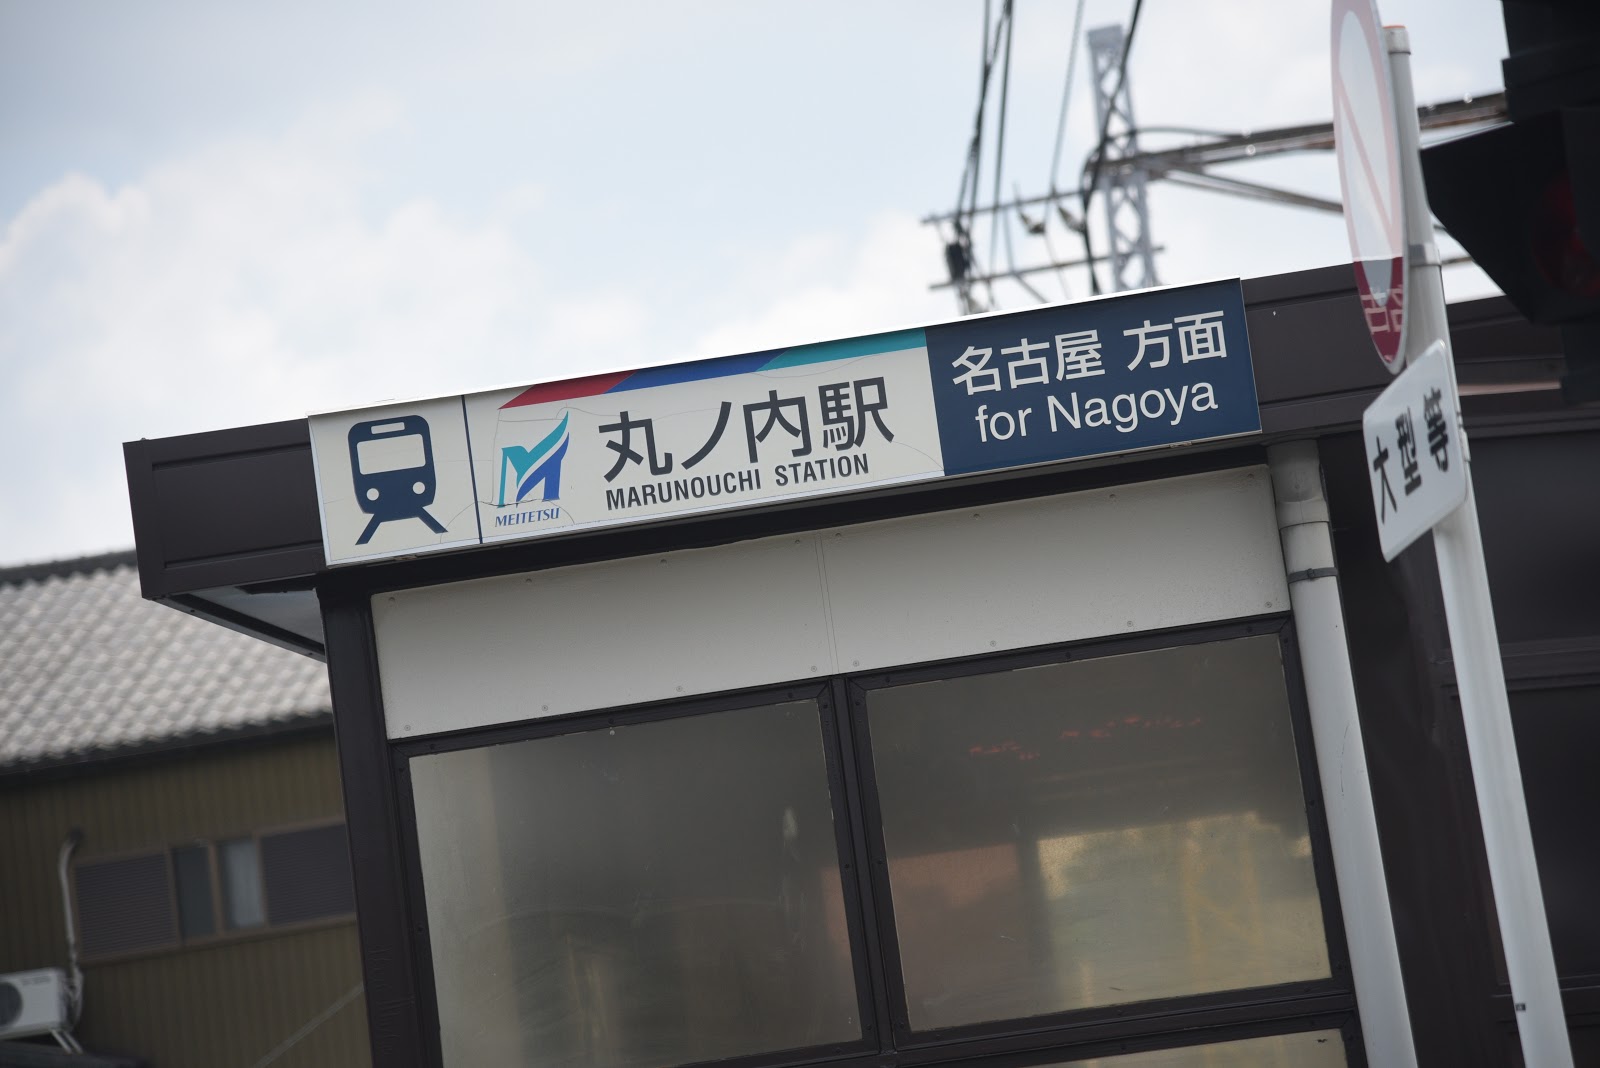 MEITETSU
丸ノ内駅
MARUNOUCHI STATION
名古屋 方面
for Nagoya
大型等